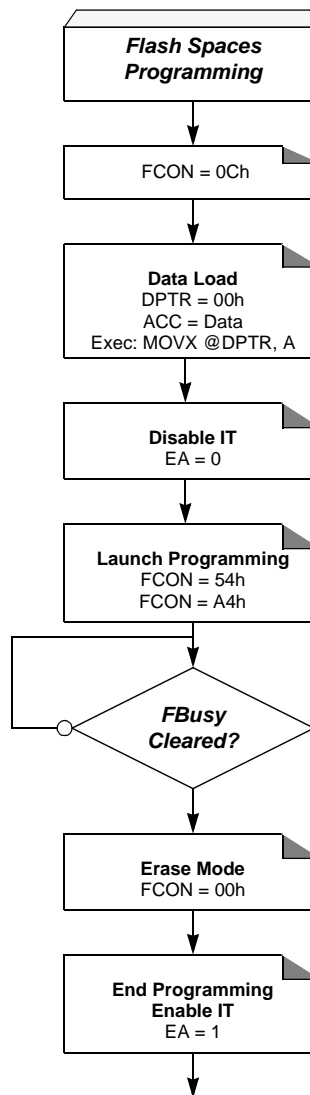 Flash Spaces
Programming
FCON = 0Ch
Data Load
DPTR = 00h
ACC = Data
Exec: MOVX @DPTR, A
Disable IT
EA = 0
Launch Programming
FCON = 54h
FCON = A4h
FBusy
Cleared?
Erase Mode
FCON = 00h
End Programming
Enable IT
EA = 1